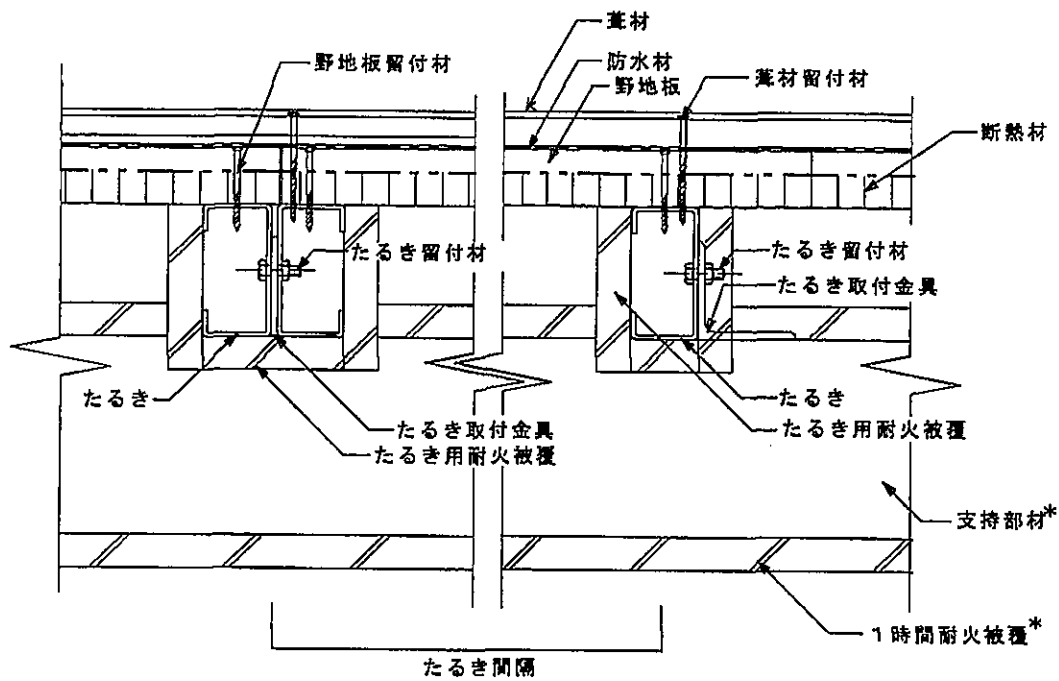 葺材
防水材
野地板留付材
野地板
葺材留付材
断熱材
たるき留付材
たるき留付材
たるき取付金具
たるき
たるき
たるき取付金具
たるき用耐火被覆
たるき用耐火被覆
支持部材*
1時間耐火被覆*
たるき間隔